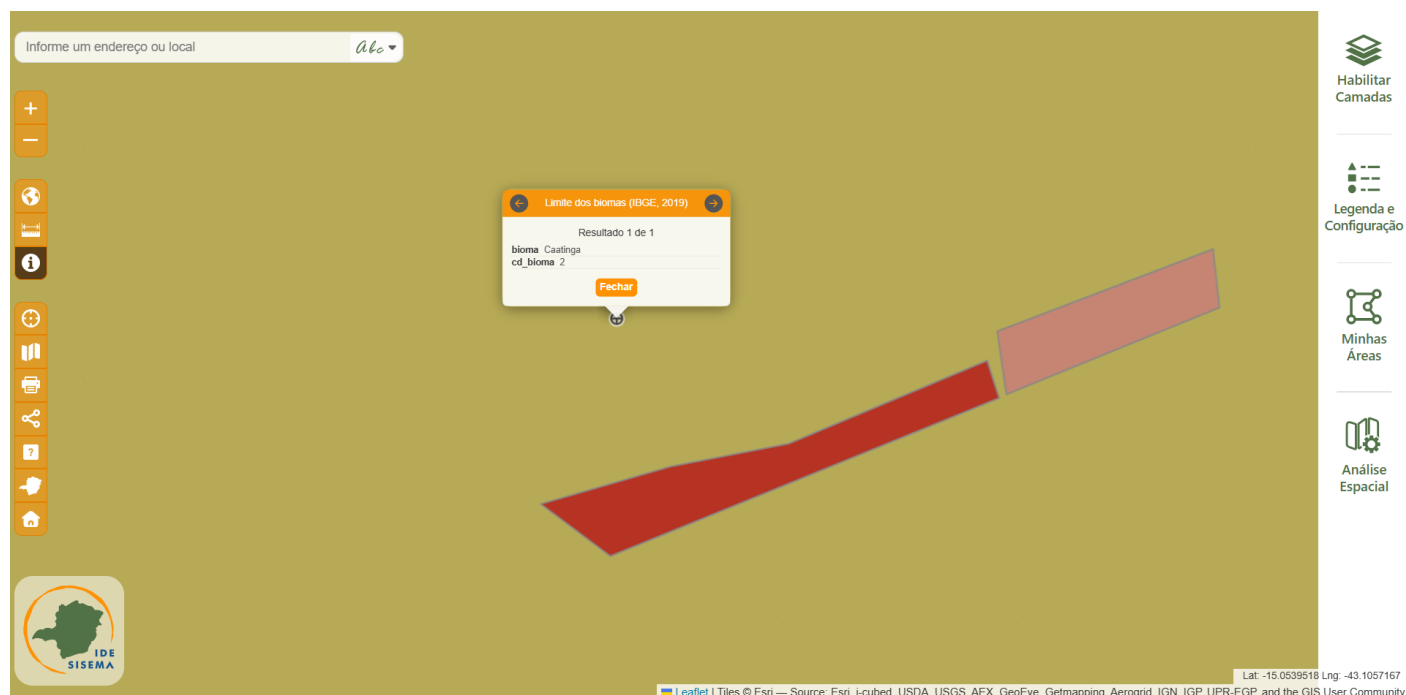 Informe um endereço ou local
Abc
Habilitar
Camadas
Limite dos biomas (IBGE, 2019)
Resultado 1 de 1
bioma Caatinga
cd_bioma 2
Fechar
Legenda e
Configuração
Minhas
Áreas
Análise
Espacial
IDE
SISEMA
Lat: -15.0539518 Lng: -43.1057167
Leaflet | Tiles © Esri — Source: Esri, i-cubed, USDA, USGS, AEX, GeoEye, Getmapping, Aerogrid, IGN, IGP, UPR-EGP, and the GIS User Community